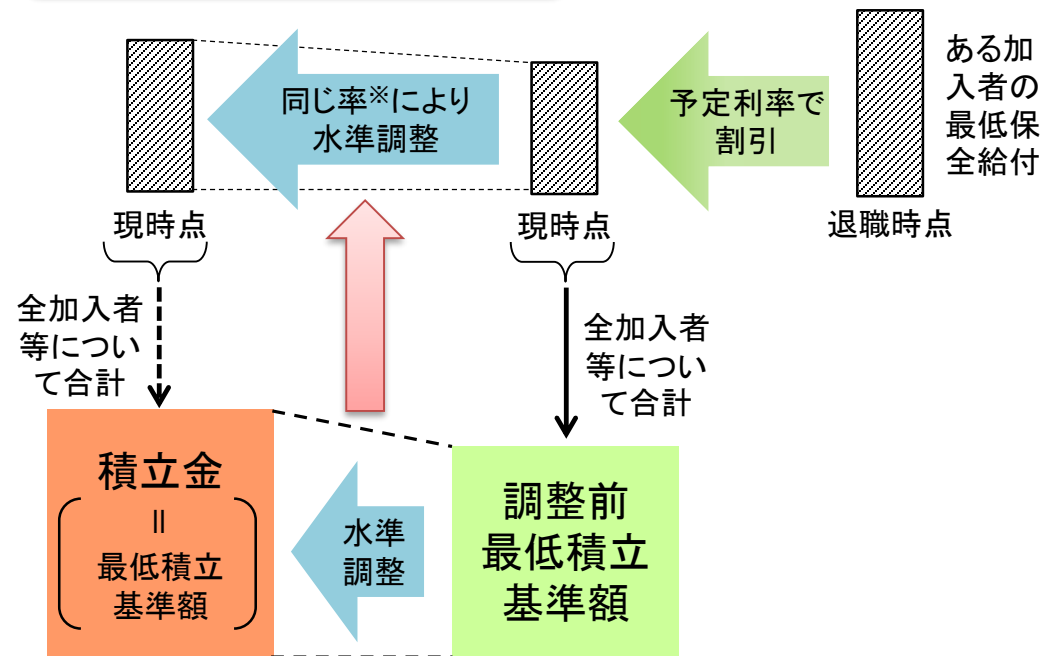 同じ率※により
水準調整
予定利率で
割引
ある加
入者の
最低保
全給付
現時点
現時点
退職時点
全加入者
等につい
て合計
全加入者
等につい
て合計
積立金
＝
最低積立
基準額
水準
調整
調整前
最低積立
基準額